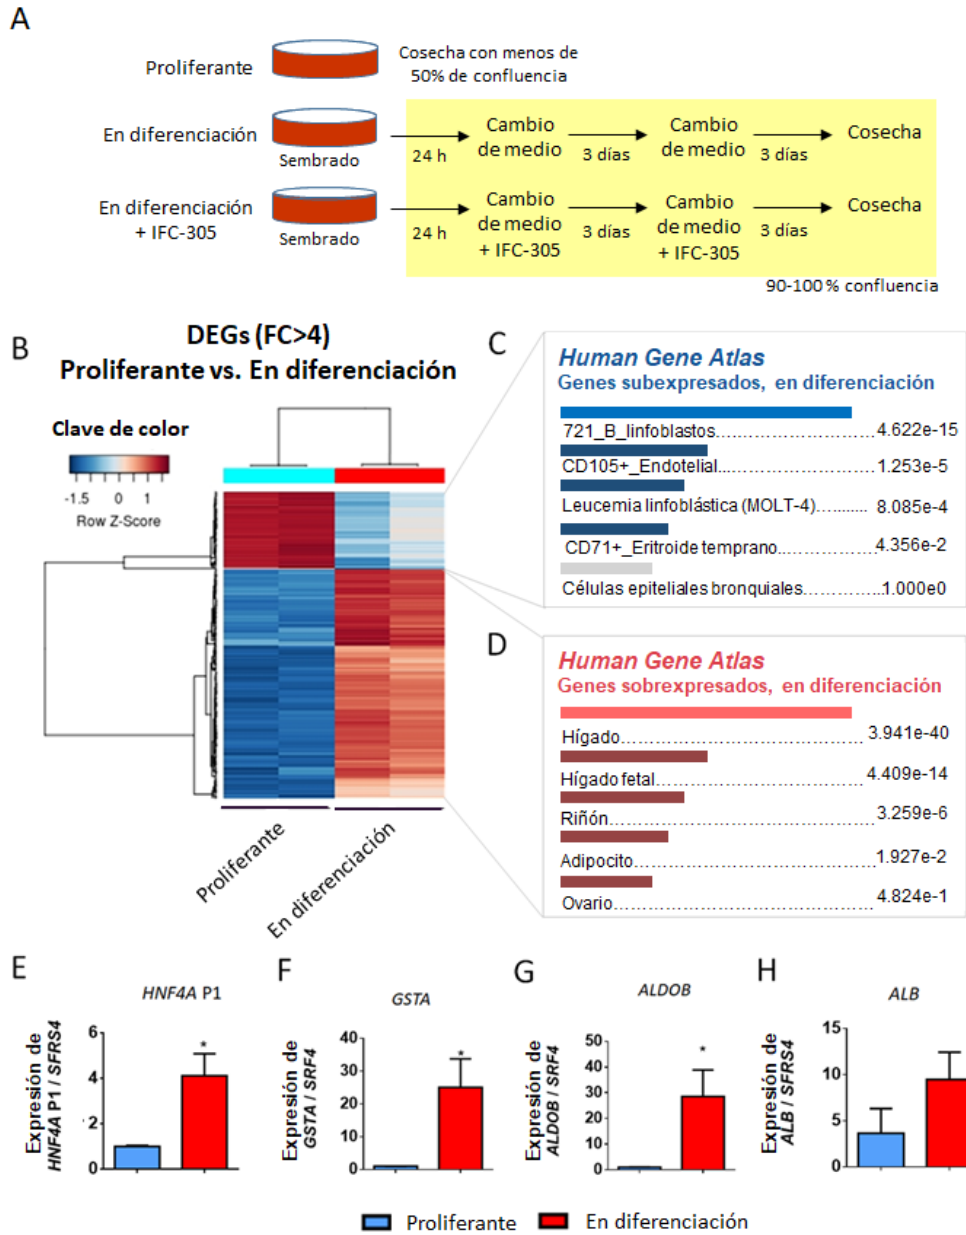 A
Proliferante
Cosecha con menos de
50% de confluencia
En diferenciación
Sembrado
24 h
Cambio
de medio
3 días
Cambio
de medio
3 días
Cosecha
En diferenciación
+ IFC-305
Sembrado
24 h
Cambio
de medio
+ IFC-305
3 días
Cambio
de medio
+ IFC-305
3 días
Cosecha
90-100 % confluencia
B
DEGs (FC>4)
Proliferante vs. En diferenciación
Clave de color
-1.5 0 1
Row Z-Score
Proliferante
En diferenciación
C
Human Gene Atlas
Genes subexpresados, en diferenciación
721_B_linfoblastos.....................4.622e-15
CD105+_Endotelial.....................1.253e-5
Leucemia linfoblástica (MOLT-4)......... 8.085e-4
CD71+_Eritroide temprano............4.356e-2
Células epiteliales bronquiales..............1.000e0
D
Human Gene Atlas
Genes sobrexpresados, en diferenciación
Hígado..................................... 3.941e-40
Hígado fetal.............................. 4.409e-14
Riñón....................................... 3.259e-6
Adipocito.................................. 1.927e-2
Ovario...................................... 4.824e-1
E
HNF4A P1
Expresión de
HNF4A P1 / SFRS4
6
4
2
0
*
F
GSTA
Expresión de
GSTA / SRF4
40
30
20
10
0
*
G
ALDOB
Expresión de
ALDOB / SRF4
50
40
30
20
10
0
*
H
ALB
Expresión de
ALB / SFRS4
15
10
5
0
Proliferante
En diferenciación